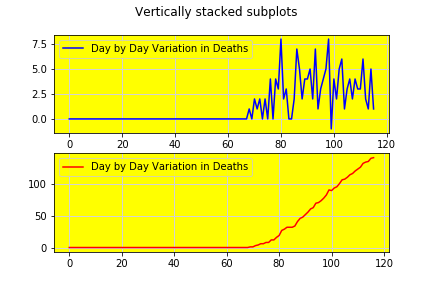 Vertically stacked subplots
7.5
5.0
2.5
0.0
Day by Day Variation in Deaths
0 20 40 60 80 100 120
100
50
0
Day by Day Variation in Deaths
0 20 40 60 80 100 120